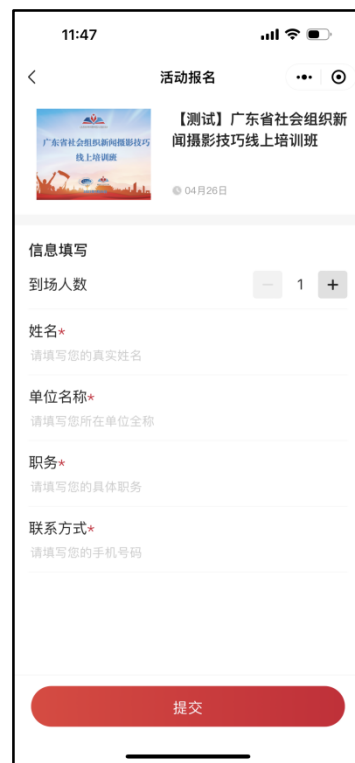 11:47
活动报名
广东省社会组织新闻摄影技巧
线上培训班
【测试】广东省社会组织新
闻摄影技巧线上培训班
04月26日
信息填写
到场人数
− 1 +
姓名*
请填写您的真实姓名
单位名称*
请填写您所在单位全称
职务*
请填写您的具体职务
联系方式*
请填写您的手机号码
提交